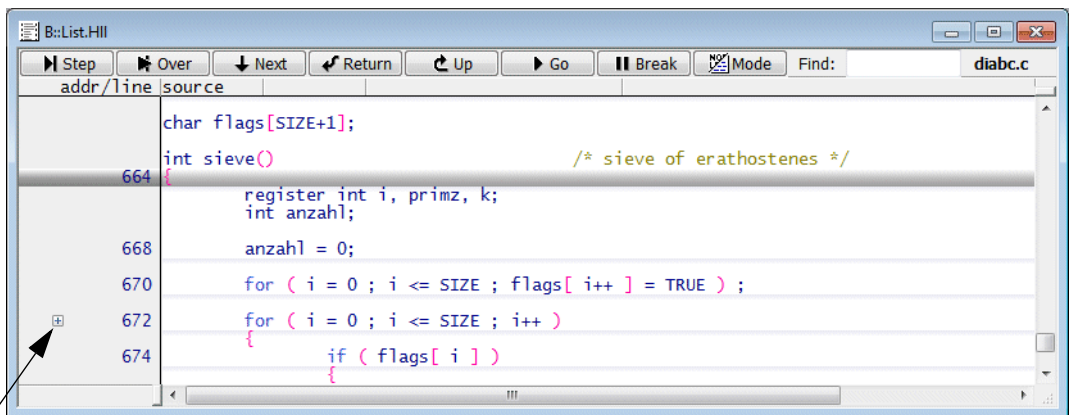 B::List.Hll
Step Over Next Return Up Go Break Mode Find: diabc.c
addr/line source
char flags[SIZE+1];
int sieve() /* sieve of erathostenes */
664 {
register int i, primz, k;
int anzahl;
668 anzahl = 0;
670 for ( i = 0 ; i <= SIZE ; flags[ i++ ] = TRUE ) ;
672 for ( i = 0 ; i <= SIZE ; i++ )
{
674 if ( flags[ i ] )
{